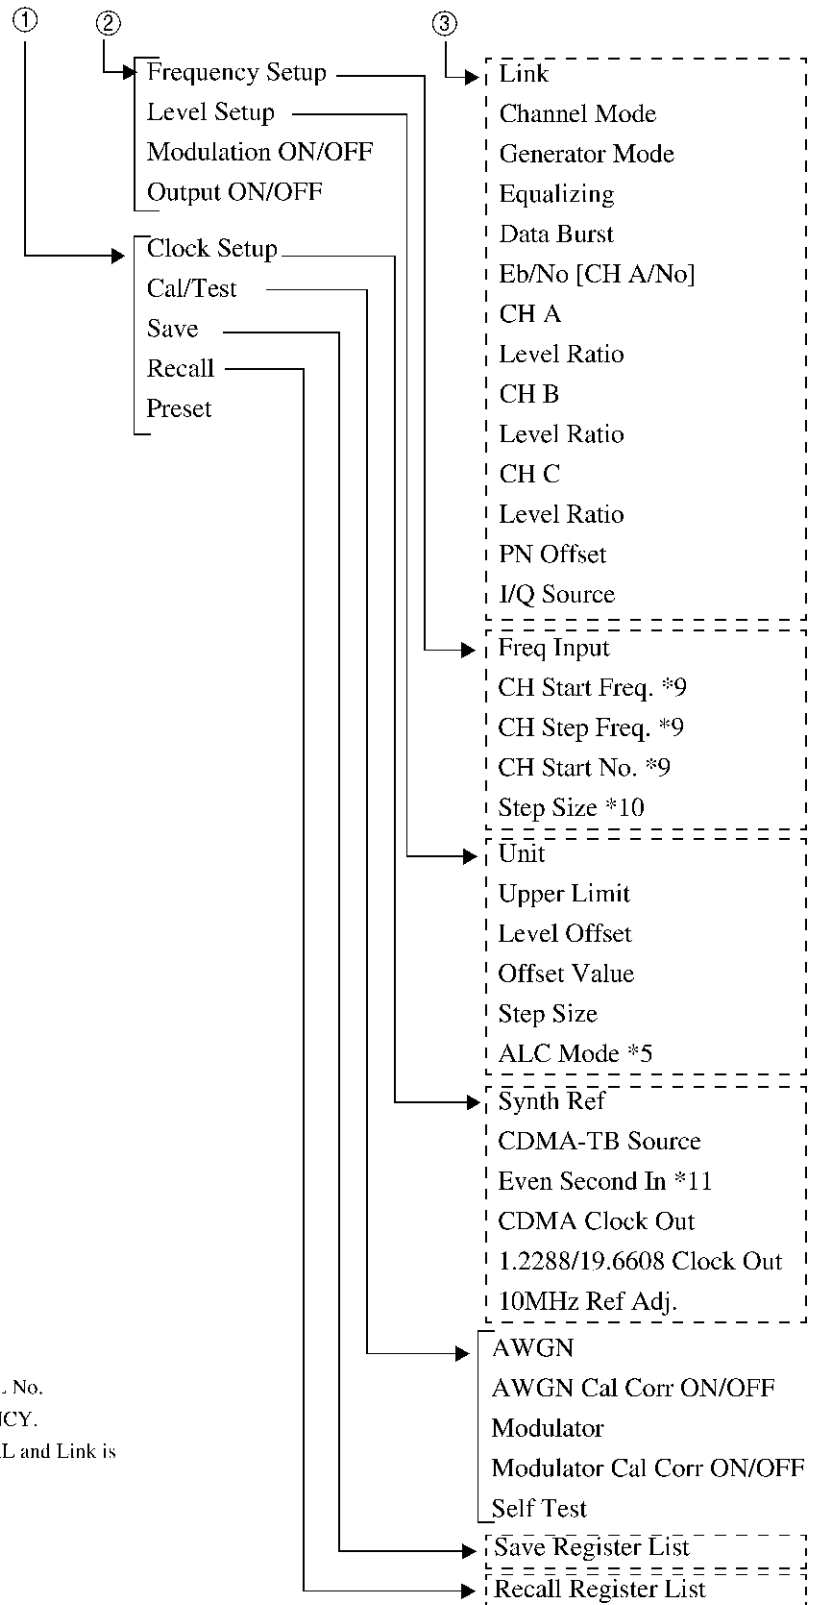 ① ② ③
Frequency Setup
Level Setup
Modulation ON/OFF
Output ON/OFF
Clock Setup
Cal/Test
Save
Recall
Preset
Link
Channel Mode
Generator Mode
Equalizing
Data Burst
Eb/No [CH A/No]
CH A
Level Ratio
CH B
Level Ratio
CH C
Level Ratio
PN Offset
I/Q Source
Freq Input
CH Start Freq. *9
CH Step Freq. *9
CH Start No. *9
Step Size *10
Unit
Upper Limit
Level Offset
Offset Value
Step Size
ALC Mode *5
Synth Ref
CDMA-TB Source
Even Second In *11
CDMA Clock Out
1.2288/19.6608 Clock Out
10MHz Ref Adj.
AWGN
AWGN Cal Corr ON/OFF
Modulator
Modulator Cal Corr ON/OFF
Self Test
Save Register List
Recall Register List
L No.
NCY.
L and Link is